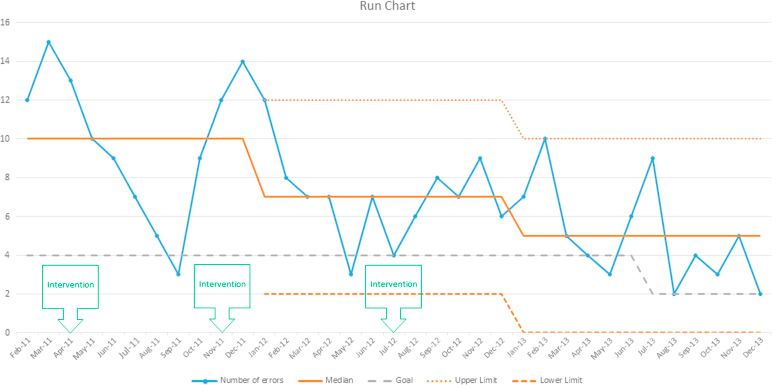 Run Chart
16
14
12
10
8
6
4
2
0
Intervention
Intervention
Intervention
Feb-11
Mar-11
Apr-11
May-11
Jun-11
Jul-11
Aug-11
Sep-11
Oct-11
Nov-11
Dec-11
Jan-12
Feb-12
Mar-12
Apr-12
May-12
Jun-12
Jul-12
Aug-12
Sep-12
Oct-12
Nov-12
Dec-12
Jan-13
Feb-13
Mar-13
Apr-13
May-13
Jun-13
Jul-13
Aug-13
Sep-13
Oct-13
Nov-13
Dec-13
Number of errors
Median
Goal
Upper Limit
Lower Limit